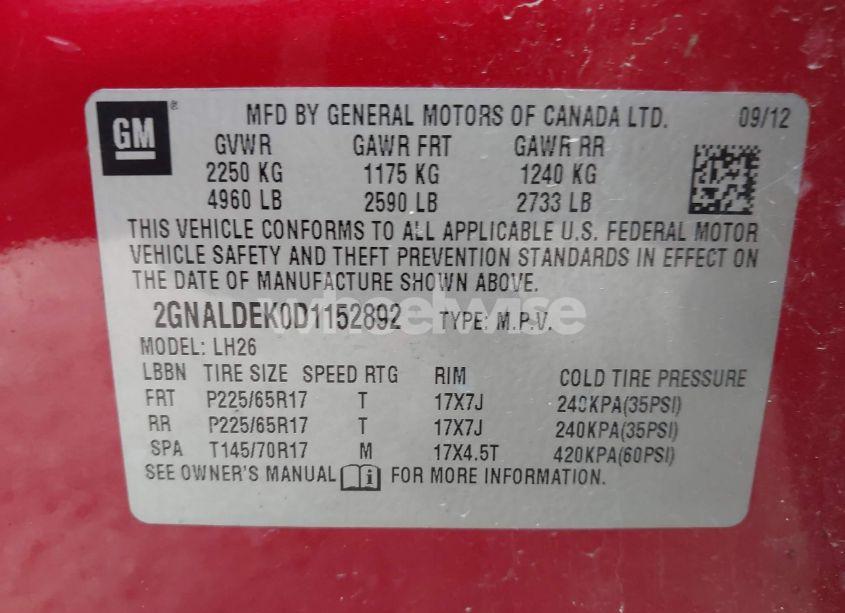 GM ® MFD BY GENERAL MOTORS OF CANADA LTD. 09/12
GVWR GAWR FRT GAWR RR
2250 KG 1175 KG 1240 KG
4960 LB 2590 LB 2733 LB
THIS VEHICLE CONFORMS TO ALL APPLICABLE U.S. FEDERAL MOTOR
VEHICLE SAFETY AND THEFT PREVENTION STANDARDS IN EFFECT ON
THE DATE OF MANUFACTURE SHOWN ABOVE.
2GNALDEK0D1152892 TYPE: M.P.V.
wheelwise
MODEL: LH26
LBBN TIRE SIZE SPEED RTG RIM COLD TIRE PRESSURE
FRT P225/65R17 T 17X7J 240KPA(35PSI)
RR P225/65R17 T 17X7J 240KPA(35PSI)
SPA T145/70R17 M 17X4.5T 420KPA(60PSI)
SEE OWNER'S MANUAL i FOR MORE INFORMATION.